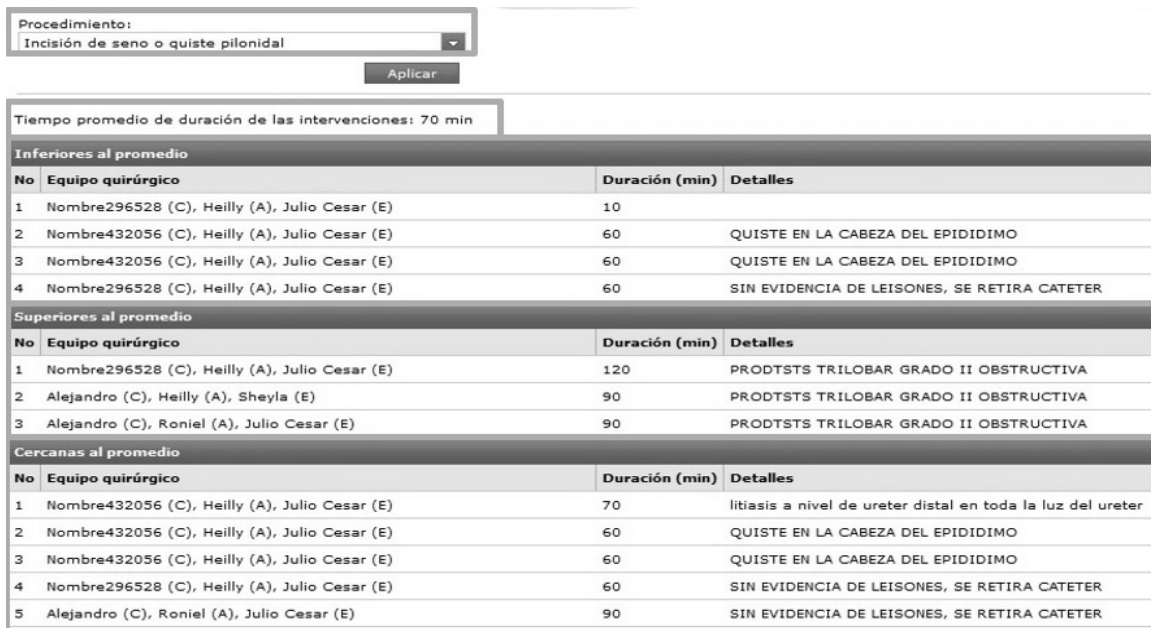 Procedimiento:
Incisión de seno o quiste pilonidal
Aplicar
Tiempo promedio de duración de las intervenciones: 70 min
Inferiores al promedio
No Equipo quirúrgico Duración (min) Detalles
1 Nombre296528 (C), Heilly (A), Julio Cesar (E) 10
2 Nombre432056 (C), Heilly (A), Julio Cesar (E) 60 QUISTE EN LA CABEZA DEL EPIDIDIMO
3 Nombre432056 (C), Heilly (A), Julio Cesar (E) 60 QUISTE EN LA CABEZA DEL EPIDIDIMO
4 Nombre296528 (C), Heilly (A), Julio Cesar (E) 60 SIN EVIDENCIA DE LEISONES, SE RETIRA CATETER
Superiores al promedio
No Equipo quirúrgico Duración (min) Detalles
1 Nombre296528 (C), Heilly (A), Julio Cesar (E) 120 PRODTSTS TRILOBAR GRADO II OBSTRUCTIVA
2 Alejandro (C), Heilly (A), Sheyla (E) 90 PRODTSTS TRILOBAR GRADO II OBSTRUCTIVA
3 Alejandro (C), Roniel (A), Julio Cesar (E) 90 PRODTSTS TRILOBAR GRADO II OBSTRUCTIVA
Cercanas al promedio
No Equipo quirúrgico Duración (min) Detalles
1 Nombre432056 (C), Heilly (A), Julio Cesar (E) 70 litiasis a nivel de ureter distal en toda la luz del ureter
2 Nombre432056 (C), Heilly (A), Julio Cesar (E) 60 QUISTE EN LA CABEZA DEL EPIDIDIMO
3 Nombre432056 (C), Heilly (A), Julio Cesar (E) 60 QUISTE EN LA CABEZA DEL EPIDIDIMO
4 Nombre296528 (C), Heilly (A), Julio Cesar (E) 60 SIN EVIDENCIA DE LEISONES, SE RETIRA CATETER
5 Alejandro (C), Roniel (A), Julio Cesar (E) 90 SIN EVIDENCIA DE LEISONES, SE RETIRA CATETER